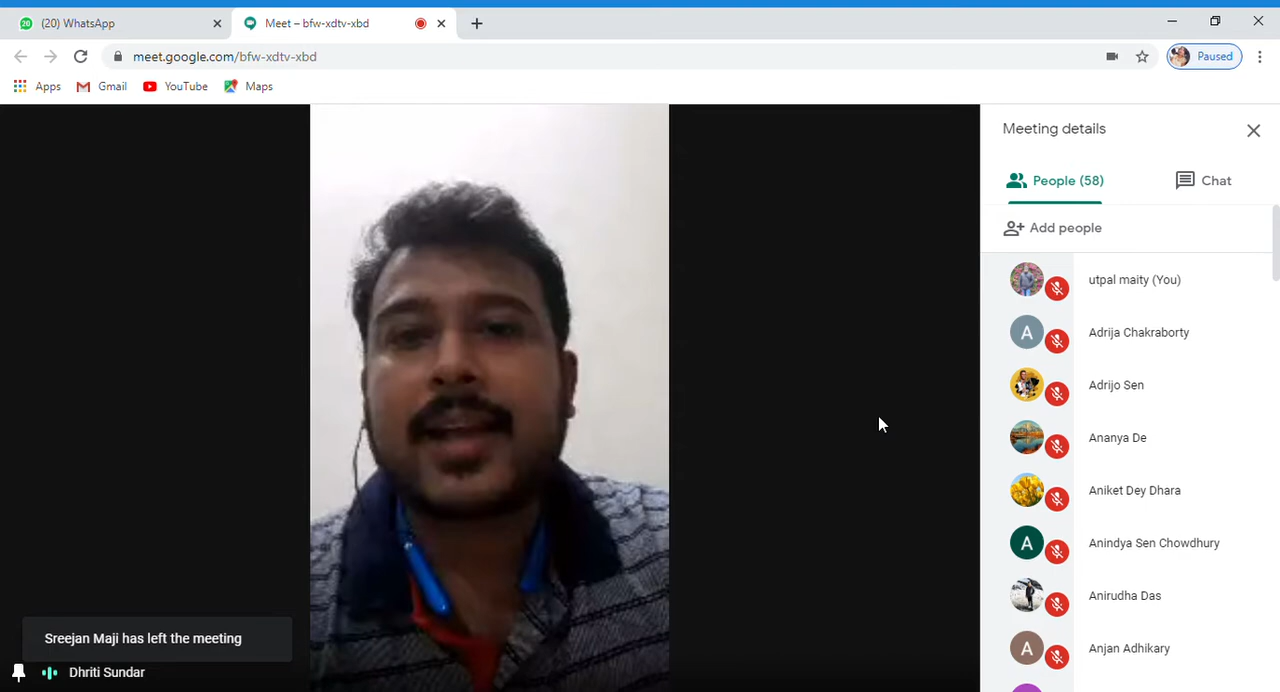 (20) WhatsApp
Meet – bfw-xdtv-xbd
meet.google.com/bfw-xdtv-xbd
Paused
Apps
Gmail
YouTube
Maps
Meeting details
People (58)
Chat
Add people
utpal maity (You)
A
Adrija Chakraborty
Adrijo Sen
Ananya De
Aniket Dey Dhara
A
Anindya Sen Chowdhury
Anirudha Das
A
Anjan Adhikary
Sreejan Maji has left the meeting
Dhriti Sundar